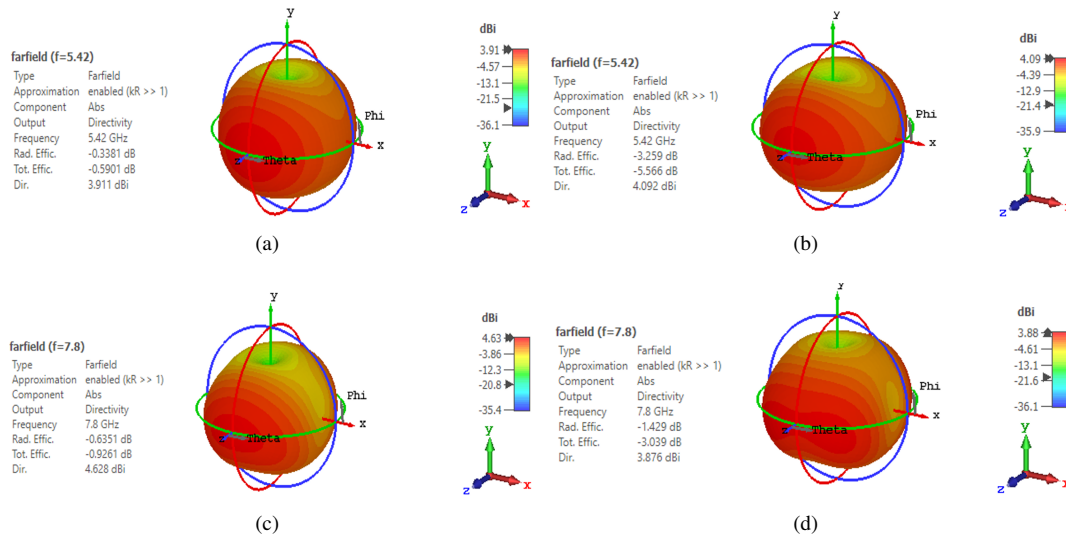 y
dBi
3.91
-4.57
-13.1
-21.5
-36.1
farfield (f=5.42)
Type Farfield
Approximation enabled (kR >> 1)
Component Abs
Output Directivity
Frequency 5.42 GHz
Rad. Effic. -0.3381 dB
Tot. Effic. -0.5901 dB
Dir. 3.911 dBi
Phi
x
z Theta
y
z x
(a)
y
dBi
4.09
-4.39
-12.9
-21.4
-35.9
farfield (f=5.42)
Type Farfield
Approximation enabled (kR >> 1)
Component Abs
Output Directivity
Frequency 5.42 GHz
Rad. Effic. -3.259 dB
Tot. Effic. -5.566 dB
Dir. 4.092 dBi
Phi
x
z Theta
y
z x
(b)
y
dBi
4.63
-3.86
-12.3
-20.8
-35.4
farfield (f=7.8)
Type Farfield
Approximation enabled (kR >> 1)
Component Abs
Output Directivity
Frequency 7.8 GHz
Rad. Effic. -0.6351 dB
Tot. Effic. -0.9261 dB
Dir. 4.628 dBi
Phi
x
z Theta
y
z x
(c)
y
dBi
3.88
-4.61
-13.1
-21.6
-36.1
farfield (f=7.8)
Type Farfield
Approximation enabled (kR >> 1)
Component Abs
Output Directivity
Frequency 7.8 GHz
Rad. Effic. -1.429 dB
Tot. Effic. -3.039 dB
Dir. 3.876 dBi
Phi
x
z Theta
y
z x
(d)